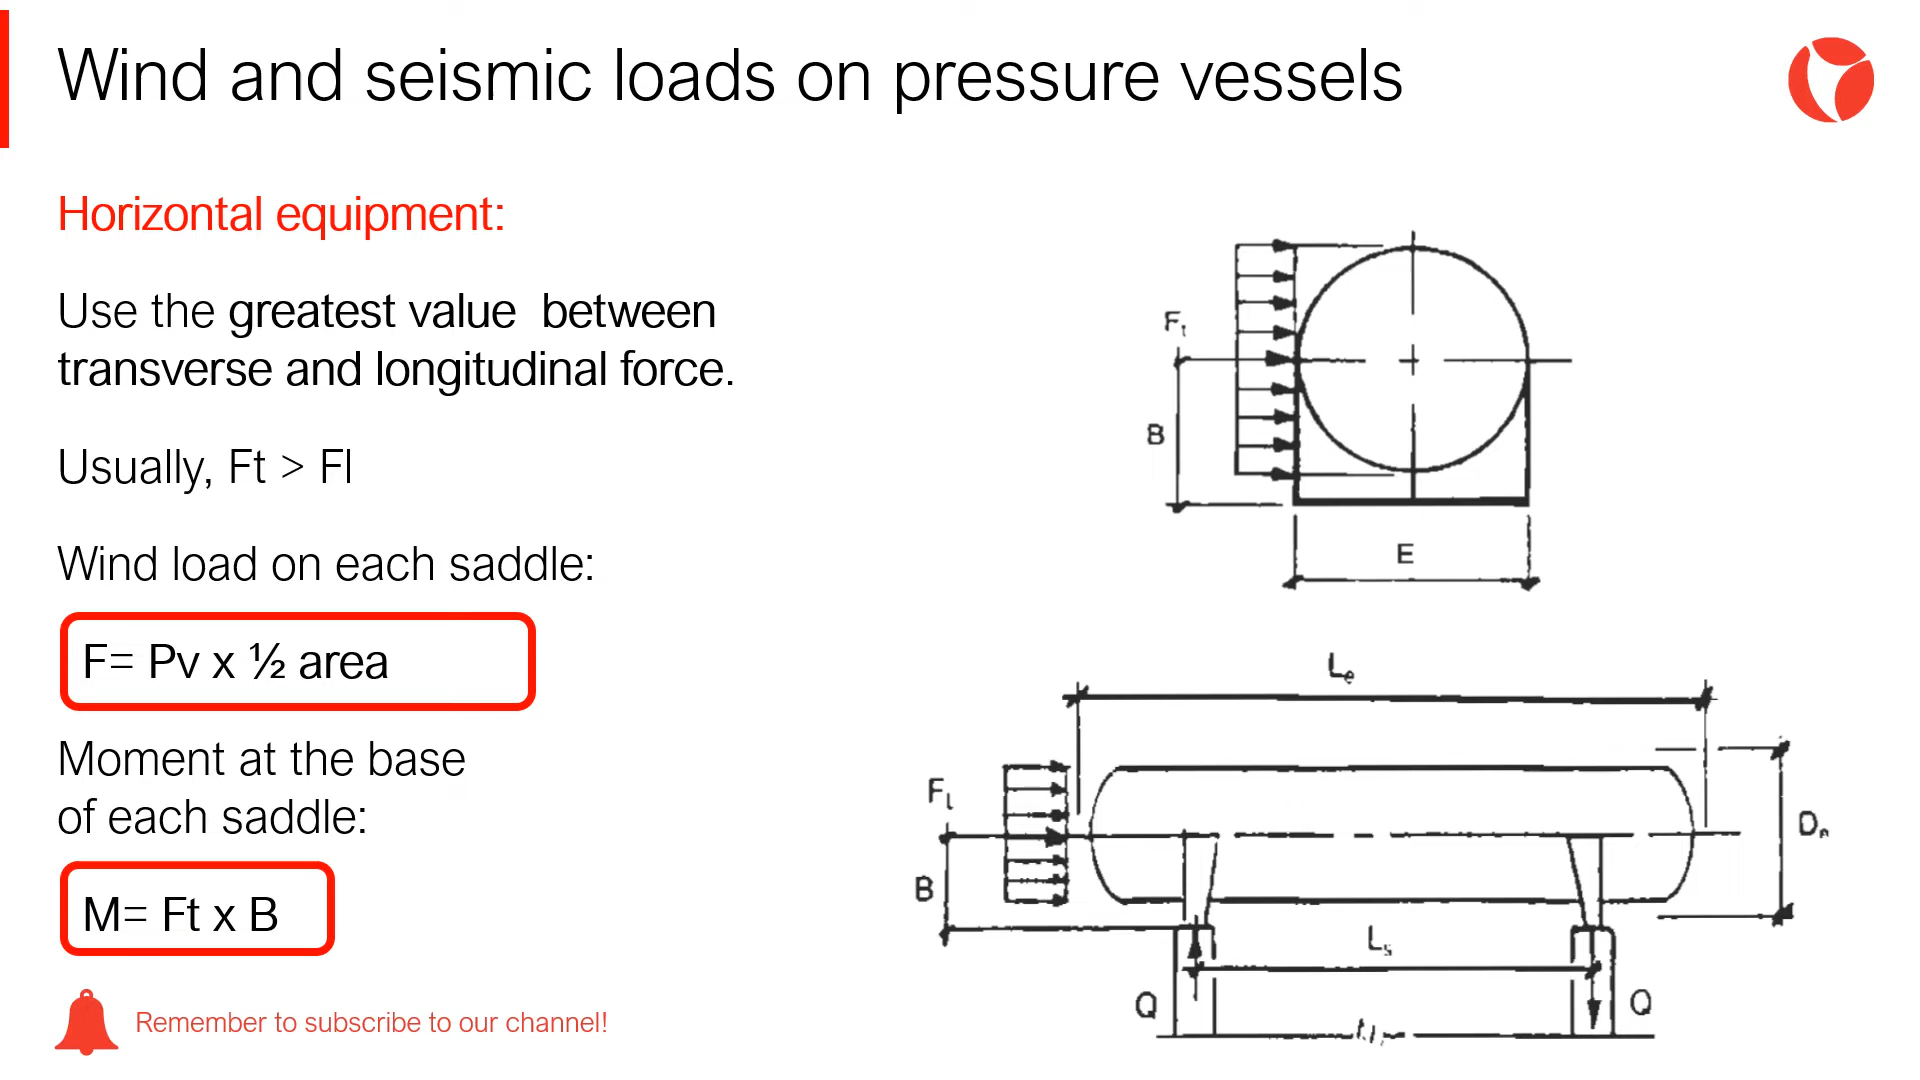 Wind and seismic loads on pressure vessels
Horizontal equipment:
Use the greatest value between
transverse and longitudinal force.
Usually, Ft > Fl
Wind load on each saddle:
F= Pv x ½ area
Moment at the base
of each saddle:
M= Ft x B
Remember to subscribe to our channel!
Ft
B
E
Le
FL
B
De
Ls
Q
Q